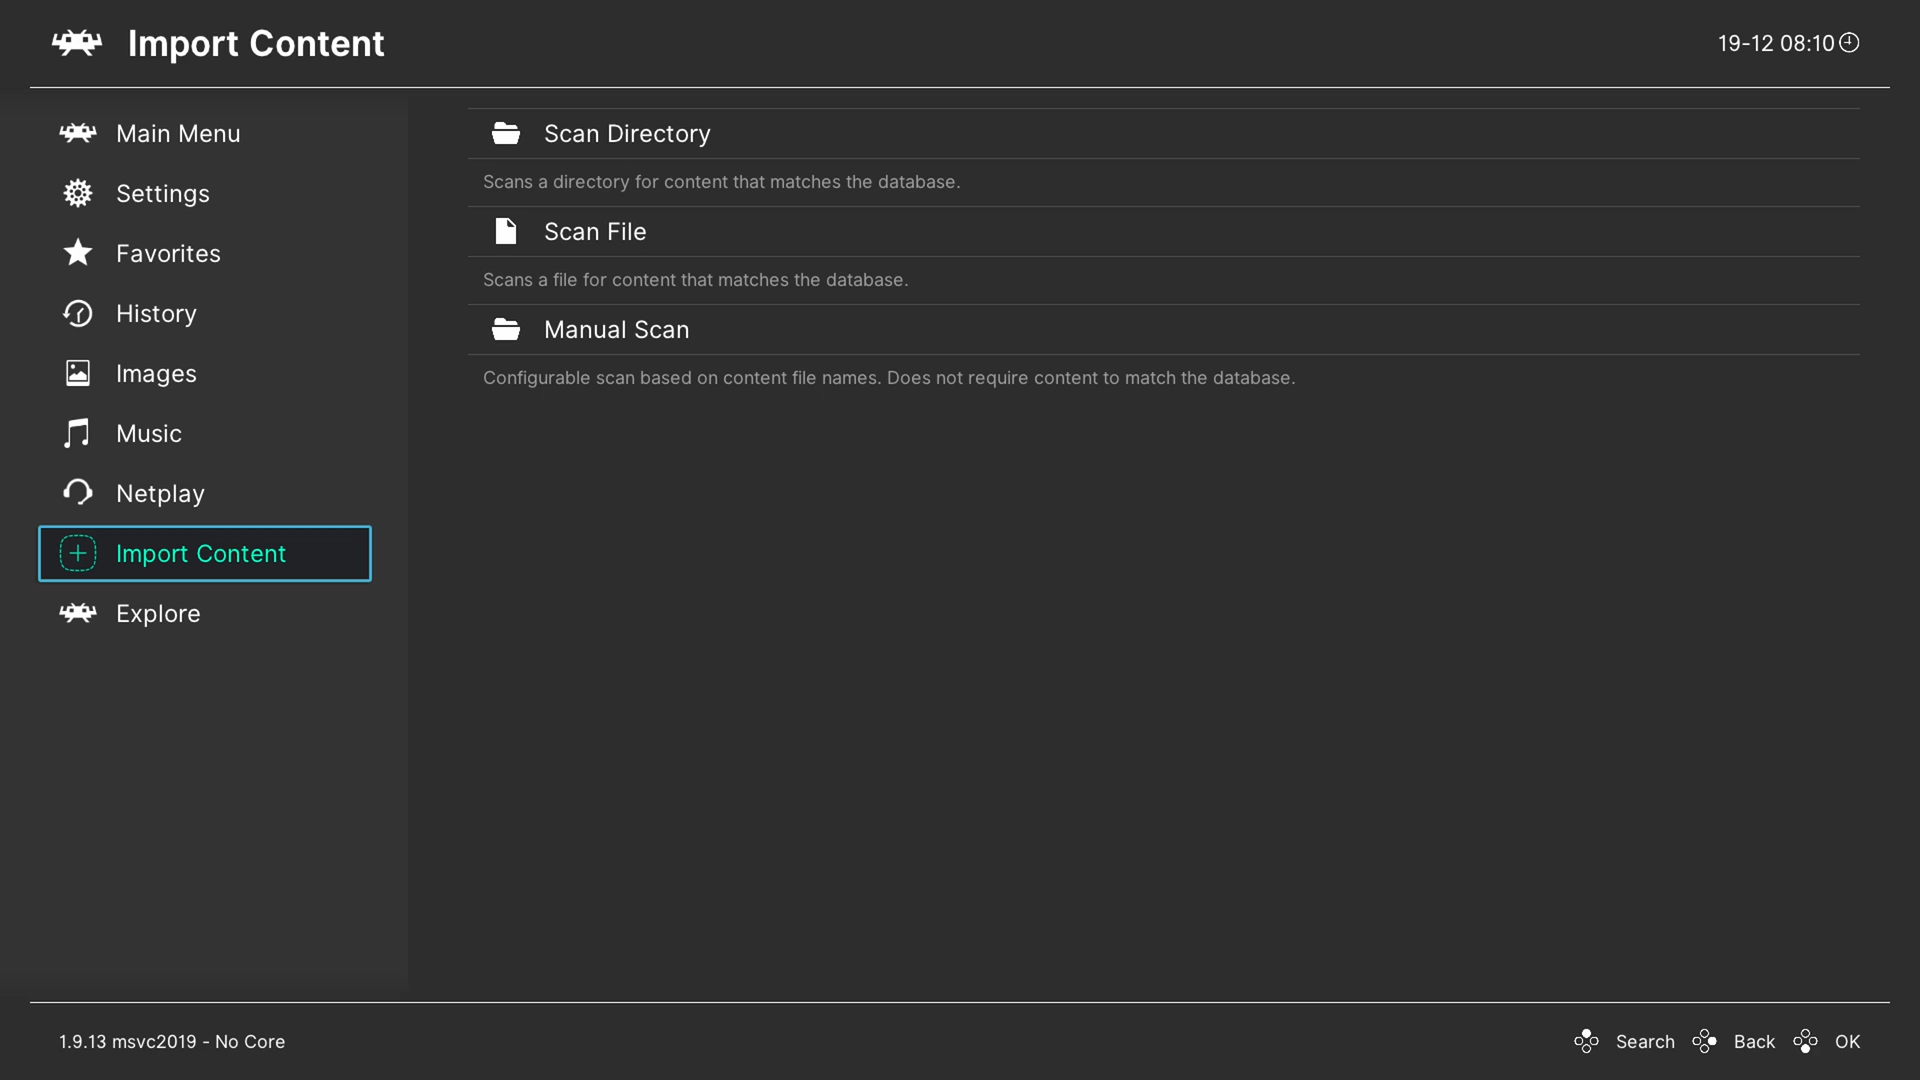 Import Content
19-12 08:10
Main Menu
Settings
Favorites
History
Images
Music
Netplay
Import Content
Explore
Scan Directory
Scans a directory for content that matches the database.
Scan File
Scans a file for content that matches the database.
Manual Scan
Configurable scan based on content file names. Does not require content to match the database.
1.9.13 msvc2019 - No Core
Search Back OK